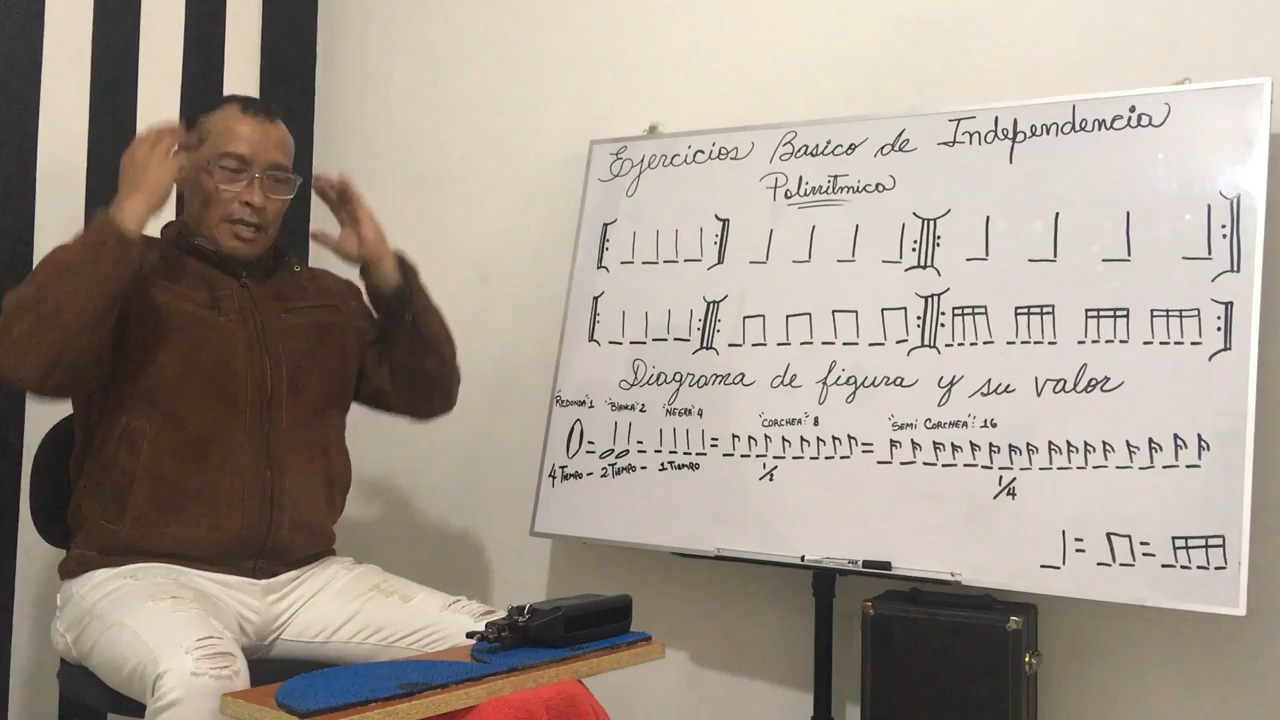 Ejercicios Basico de Independencia
Polirritmica
Diagrama de figura y su valor
"REDONDA" 1 "BLANCA" 2 "NEGRA": 4 "CORCHEA": 8 "SEMI CORCHEA": 16
4 TIEMPO - 2 TIEMPO - 1 TIEMPO 1/2 1/4